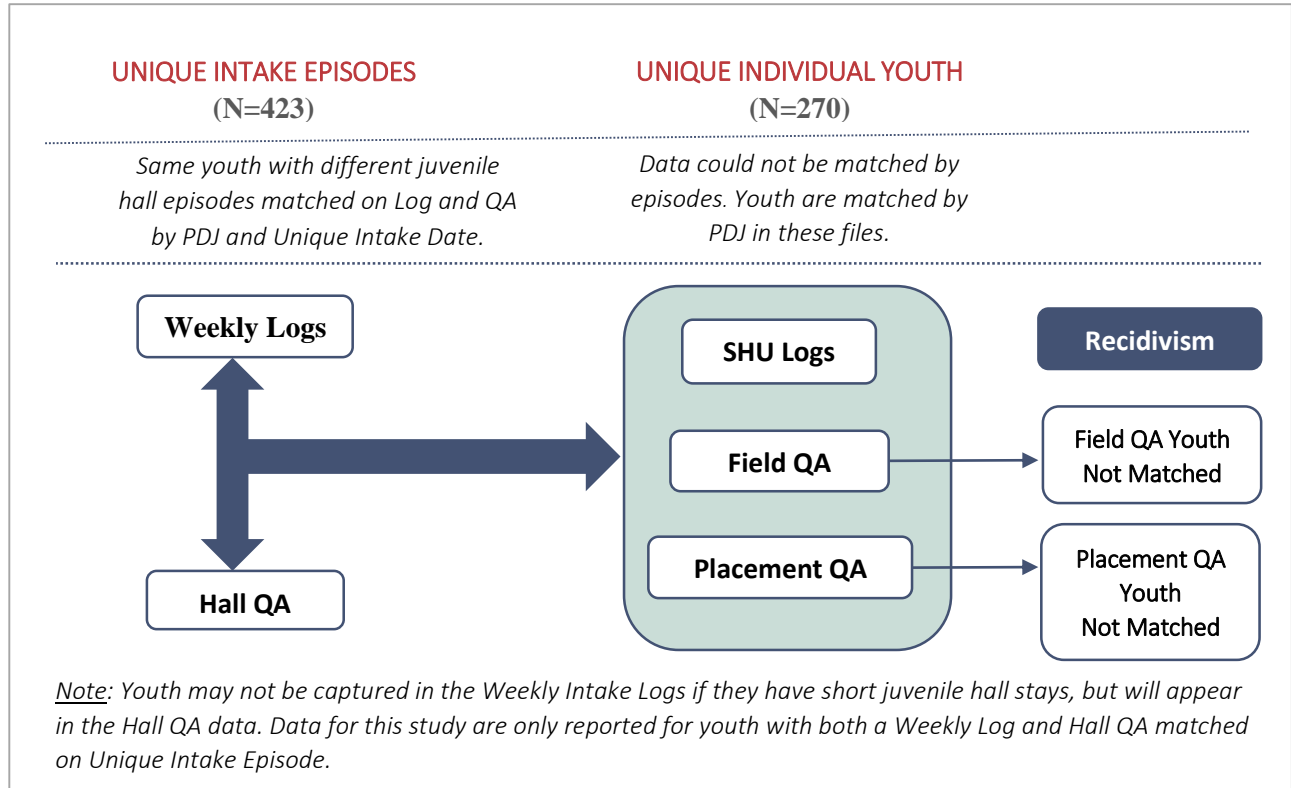 UNIQUE INTAKE EPISODES
(N=423)
UNIQUE INDIVIDUAL YOUTH
(N=270)
Same youth with different juvenile
hall episodes matched on Log and QA
by PDJ and Unique Intake Date.
Data could not be matched by
episodes. Youth are matched by
PDJ in these files.
Weekly Logs
Hall QA
SHU Logs
Field QA
Placement QA
Recidivism
Field QA Youth
Not Matched
Placement QA
Youth
Not Matched
Note: Youth may not be captured in the Weekly Intake Logs if they have short juvenile hall stays, but will appear
in the Hall QA data. Data for this study are only reported for youth with both a Weekly Log and Hall QA matched
on Unique Intake Episode.